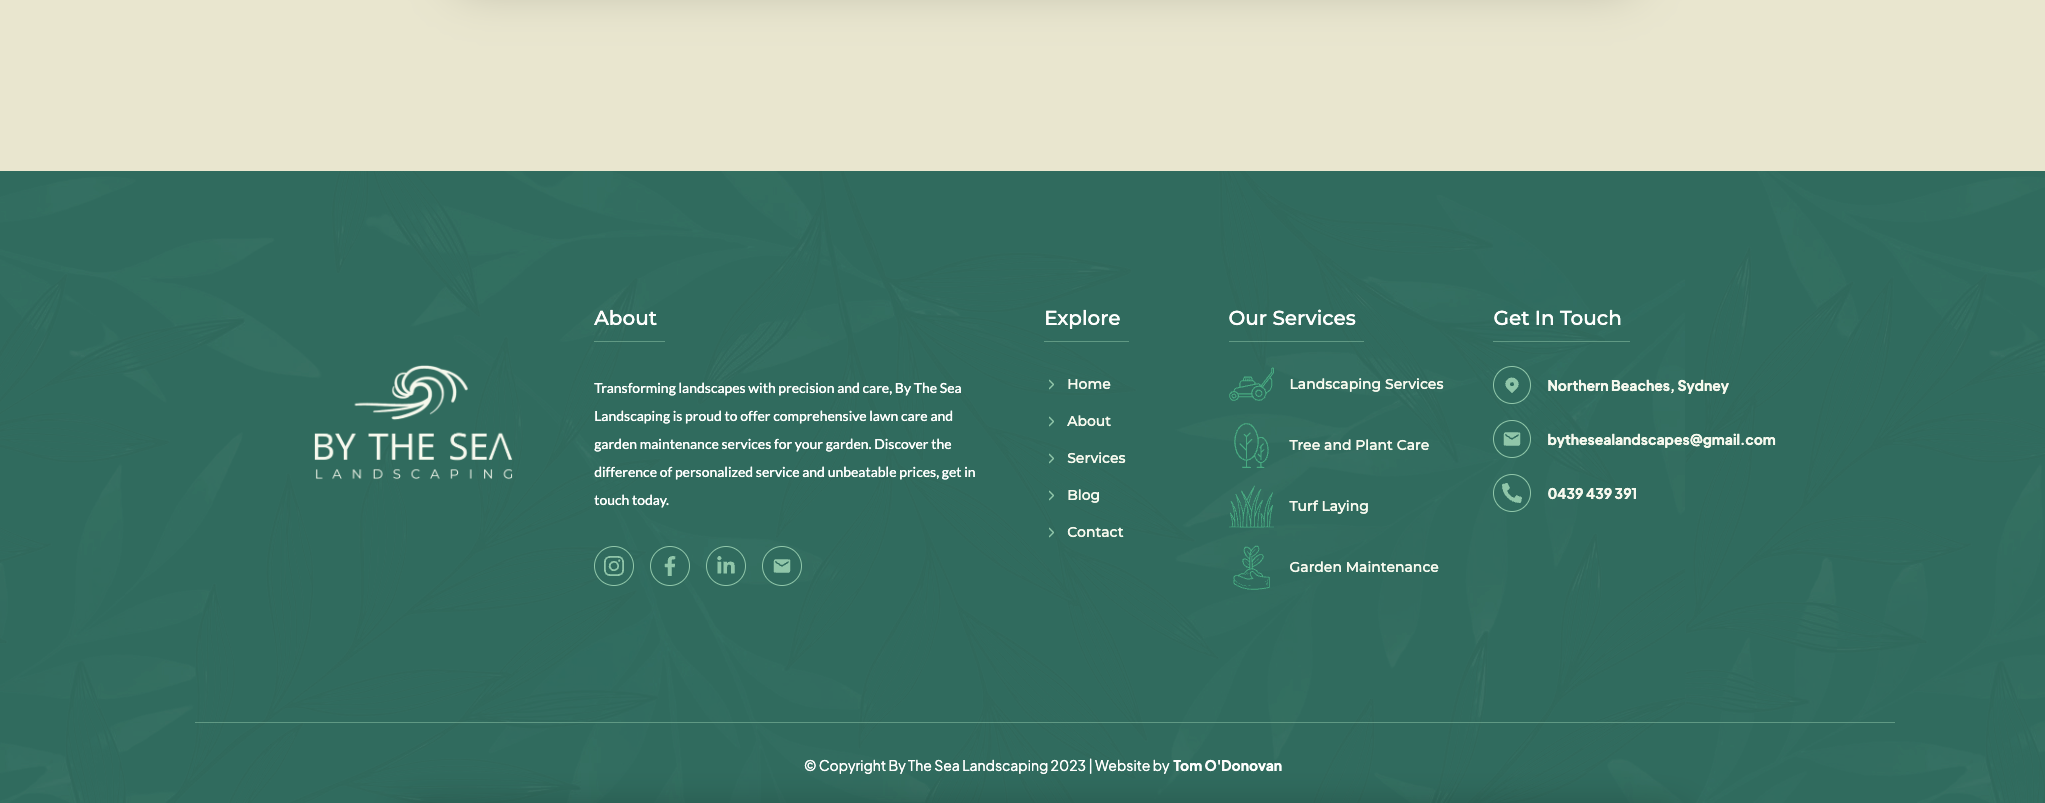 BY THE SEA
LANDSCAPING
About
Transforming landscapes with precision and care, By The Sea
Landscaping is proud to offer comprehensive lawn care and
garden maintenance services for your garden. Discover the
difference of personalized service and unbeatable prices, get in
touch today.
Explore
Home
About
Services
Blog
Contact
Our Services
Landscaping Services
Tree and Plant Care
Turf Laying
Garden Maintenance
Get In Touch
Northern Beaches, Sydney
bythesealandscapes@gmail.com
0439 439 391
© Copyright By The Sea Landscaping 2023 | Website by Tom O'Donovan